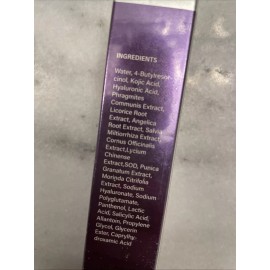 INGREDIENTS
Water, 4-Butylresor-
cinol, Kojic Acid,
Hyaluronic Acid,
Phragmites
Communis Extract,
Licorice Root
Extract, Angelica
Root Extract, Salvia
Miltiorrhiza Extract,
Cornus Officinalis
Extract,Lycium
Chinense
Extract,SOD, Punica
Granatum Extract,
Morinda Citrifolia
Extract, Sodium
Hyaluronate, Sodium
Polyglutamate,
Panthenol, Lactic
Acid, Salicylic Acid,
Allantoin, Propylene
Glycol, Glycerin
Ester, Caprylhy-
droxamic Acid